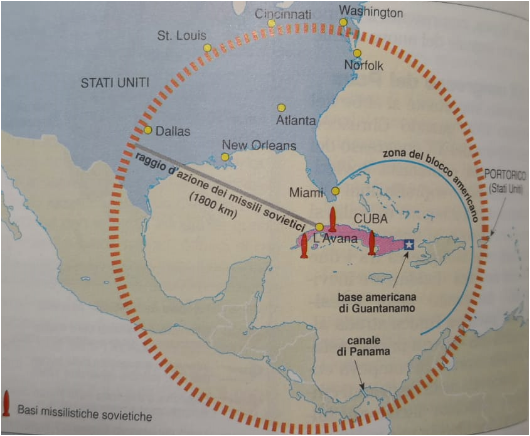 Cincinnati
Washington
St. Louis
Norfolk
STATI UNITI
Atlanta
Dallas
New Orleans
zona del blocco americano
raggio d'azione dei missili sovietici
(1800 km)
PORTORICO
(Stati Uniti)
Miami
CUBA
L'Avana
base americana
di Guantanamo
canale
di Panama
Basi missilistiche sovietiche